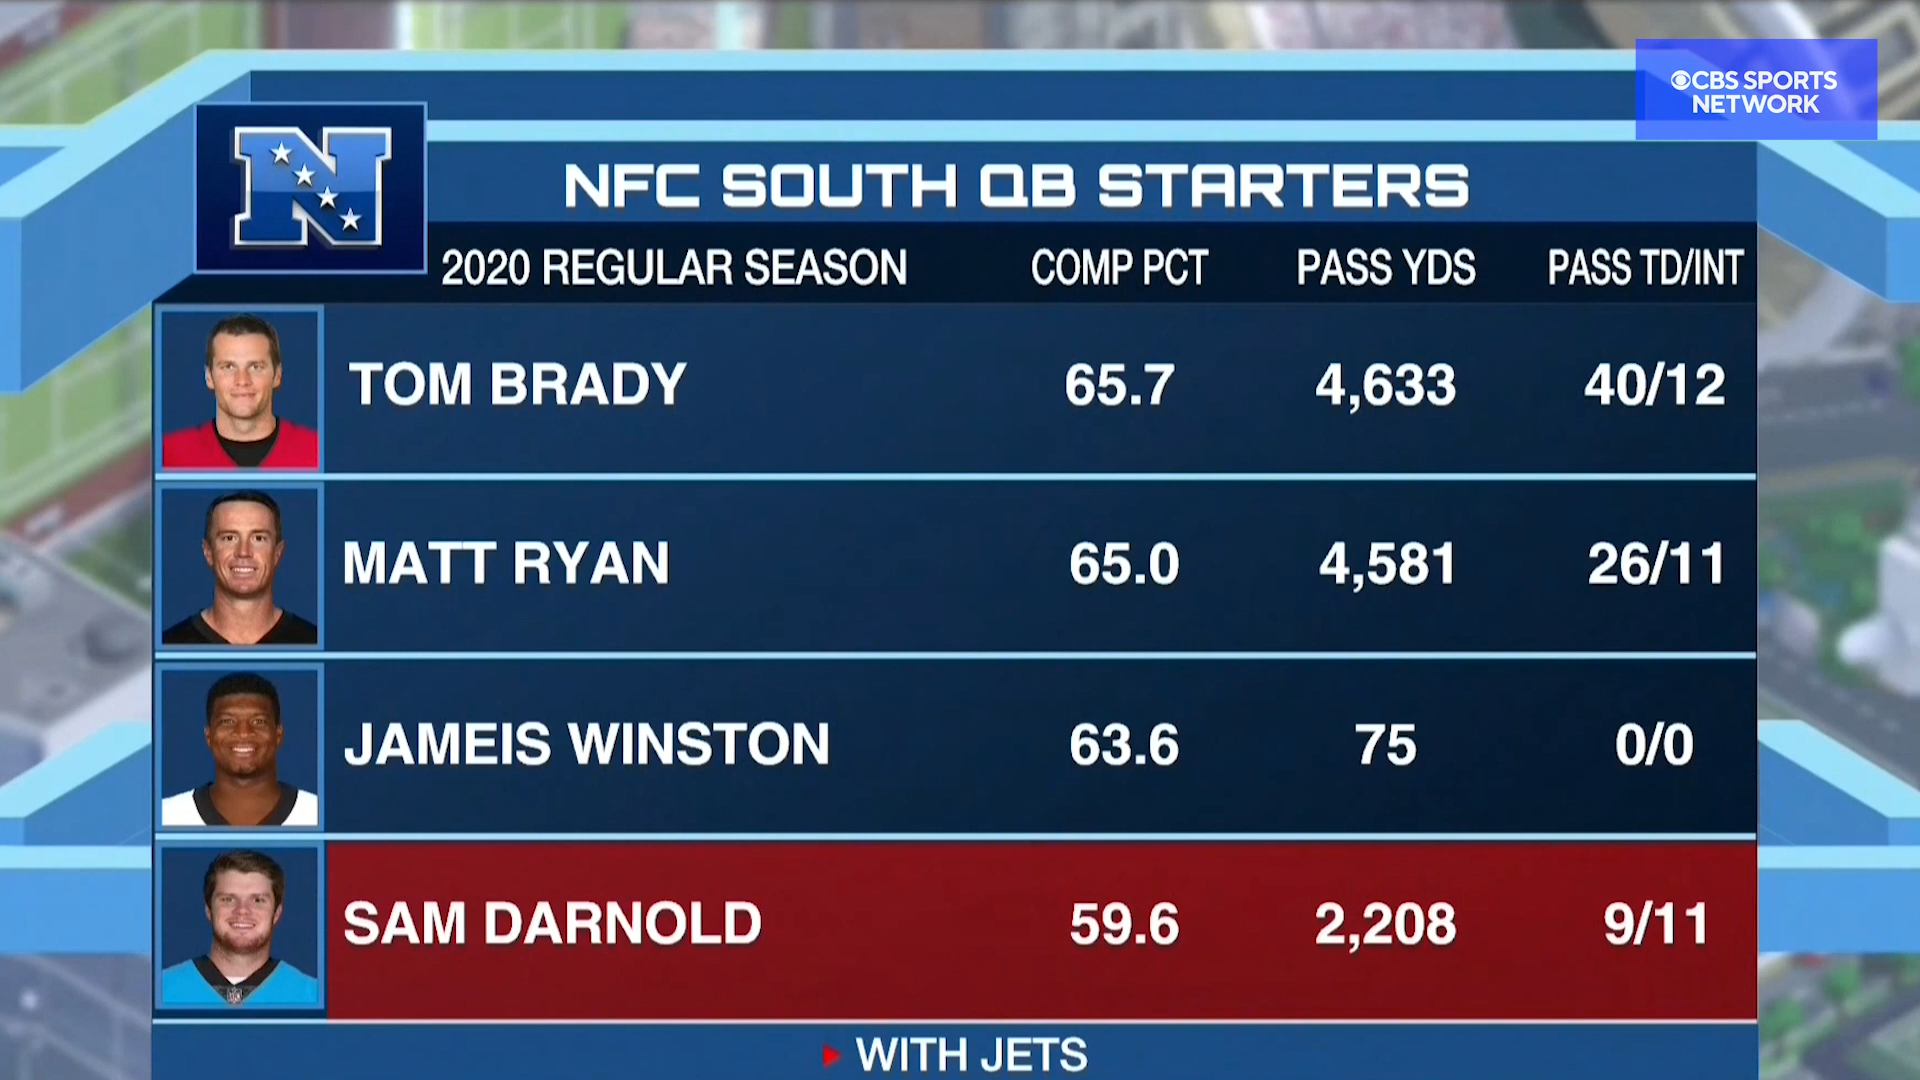 CBS SPORTS
NETWORK
NFC SOUTH QB STARTERS
2020 REGULAR SEASON COMP PCT PASS YDS PASS TD/INT
TOM BRADY 65.7 4,633 40/12
MATT RYAN 65.0 4,581 26/11
JAMEIS WINSTON 63.6 75 0/0
SAM DARNOLD 59.6 2,208 9/11
WITH JETS